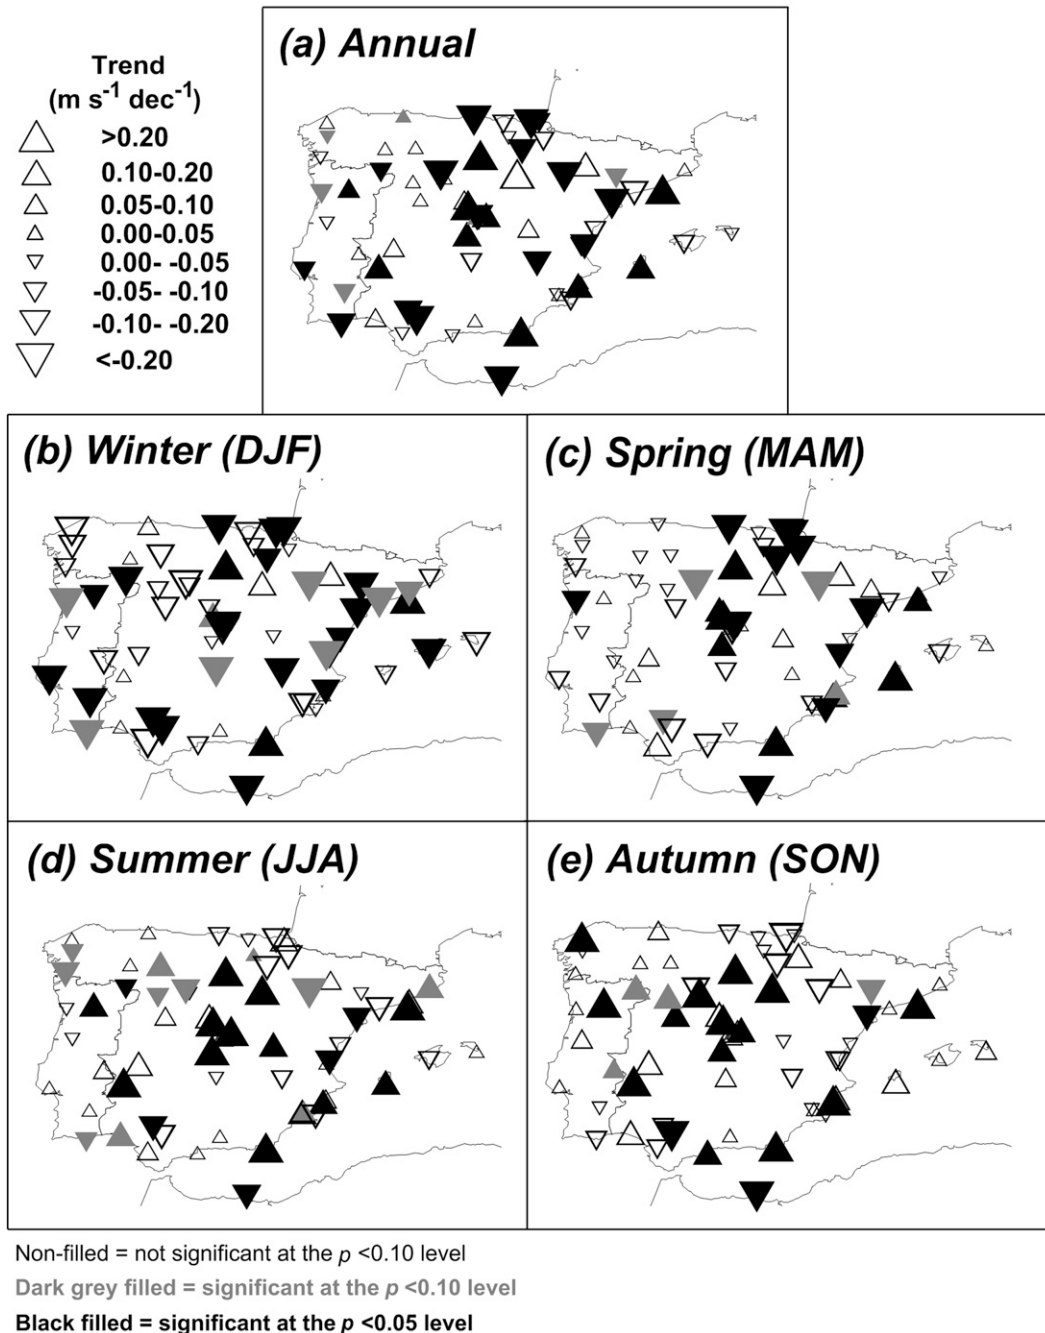 (a) Annual
Trend
(m s⁻¹ dec⁻¹)
>0.20
0.10-0.20
0.05-0.10
0.00-0.05
0.00- -0.05
-0.05- -0.10
-0.10- -0.20
<-0.20
(b) Winter (DJF)
(c) Spring (MAM)
(d) Summer (JJA)
(e) Autumn (SON)
Non-filled = not significant at the p <0.10 level
Dark grey filled = significant at the p <0.10 level
Black filled = significant at the p <0.05 level